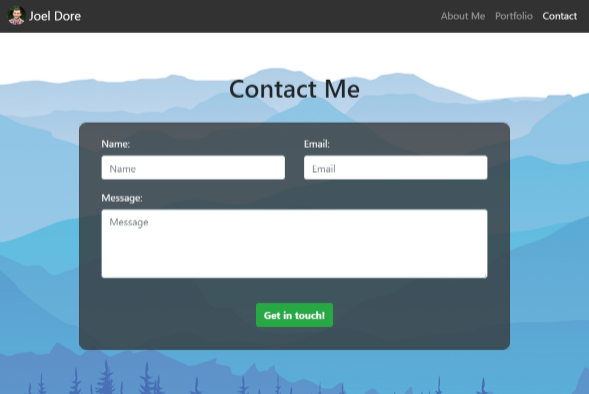 Joel Dore About Me Portfolio Contact
Contact Me
Name: Email:
Name Email
Message:
Message
Get in touch!